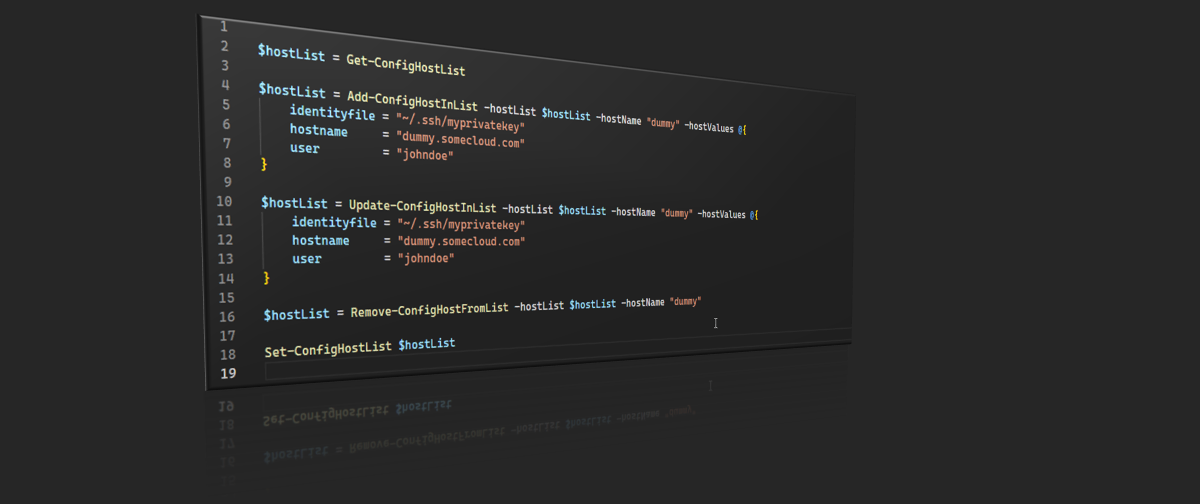 1
2 $hostList = Get-ConfigHostList
3
4 $hostList = Add-ConfigHostInList -hostList $hostList -hostName "dummy" -hostValues @{
5     identityfile = "~/.ssh/myprivatekey"
6     hostname     = "dummy.somecloud.com"
7     user         = "johndoe"
8 }
9
10 $hostList = Update-ConfigHostInList -hostList $hostList -hostName "dummy" -hostValues @{
11     identityfile = "~/.ssh/myprivatekey"
12     hostname     = "dummy.somecloud.com"
13     user         = "johndoe"
14 }
15
16 $hostList = Remove-ConfigHostFromList -hostList $hostList -hostName "dummy"
17
18 Set-ConfigHostList $hostList
19